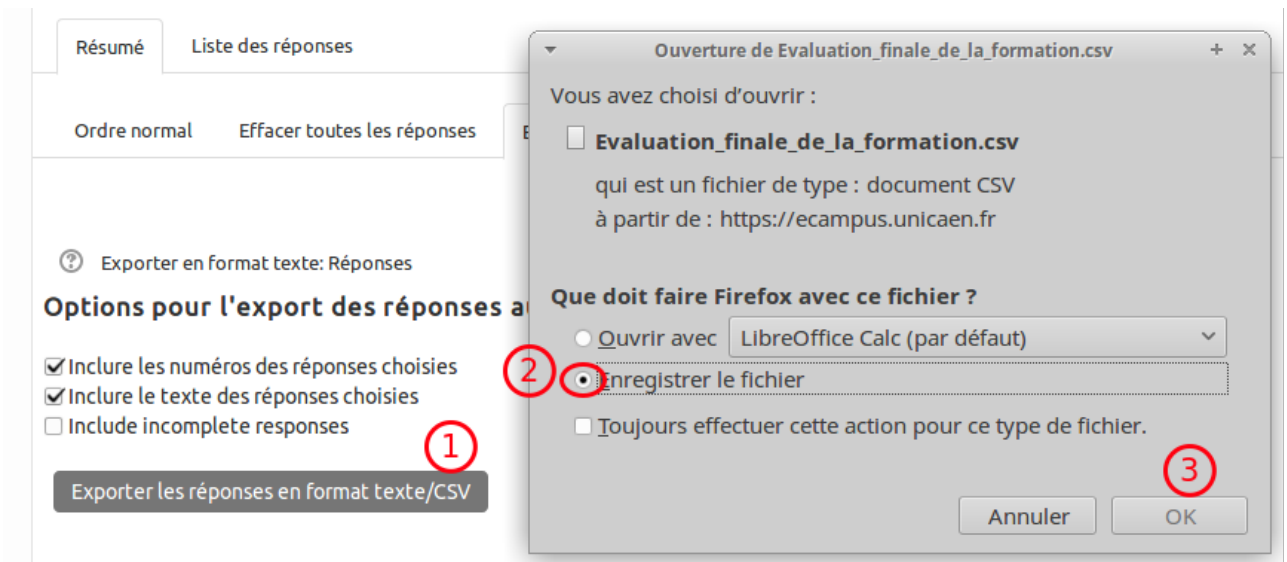 Résumé
Liste des réponses
Ordre normal
Effacer toutes les réponses
Exporter en format texte: Réponses
Options pour l'export des réponses
Inclure les numéros des réponses choisies
Inclure le texte des réponses choisies
Include incomplete responses
1
Exporter les réponses en format texte/CSV
Ouverture de Evaluation_finale_de_la_formation.csv
Vous avez choisi d’ouvrir :
Evaluation_finale_de_la_formation.csv
qui est un fichier de type : document CSV
à partir de : https://ecampus.unicaen.fr
Que doit faire Firefox avec ce fichier ?
Ouvrir avec
LibreOffice Calc (par défaut)
2
Enregistrer le fichier
Toujours effectuer cette action pour ce type de fichier.
3
Annuler
OK